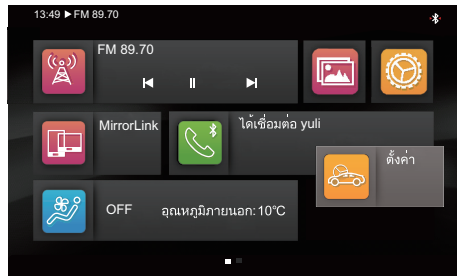 13:49 ▶ FM 89.70
FM 89.70
MirrorLink
ได้เชื่อมต่อ yuli
ตั้งค่า
OFF
อุณหภูมิภายนอก: 10°C